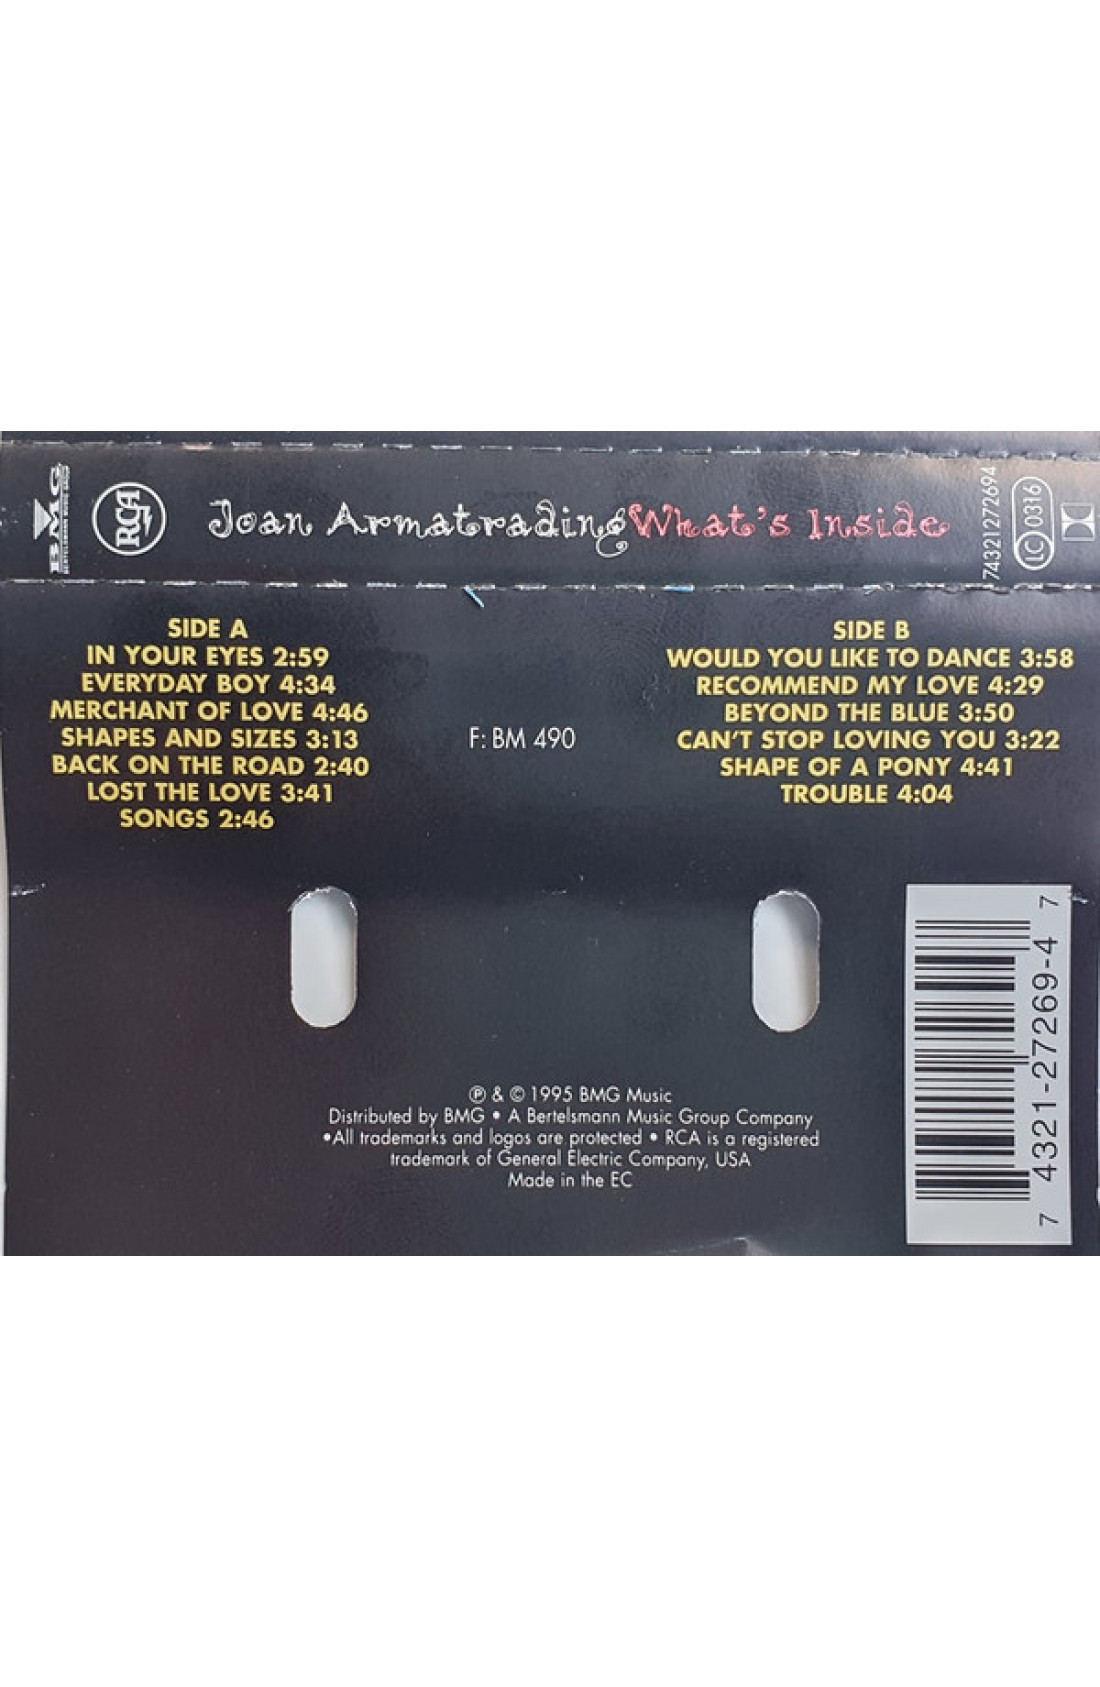 BMG
BERTELSMANN MUSIC GROUP
RCA
Joan Armatrading What's Inside
74321272694
LC 0316
SIDE A
IN YOUR EYES 2:59
EVERYDAY BOY 4:34
MERCHANT OF LOVE 4:46
SHAPES AND SIZES 3:13
BACK ON THE ROAD 2:40
LOST THE LOVE 3:41
SONGS 2:46
F: BM 490
SIDE B
WOULD YOU LIKE TO DANCE 3:58
RECOMMEND MY LOVE 4:29
BEYOND THE BLUE 3:50
CAN'T STOP LOVING YOU 3:22
SHAPE OF A PONY 4:41
TROUBLE 4:04
7 4321-27269-4 7
℗ & © 1995 BMG Music
Distributed by BMG • A Bertelsmann Music Group Company
•All trademarks and logos are protected • RCA is a registered
trademark of General Electric Company, USA
Made in the EC